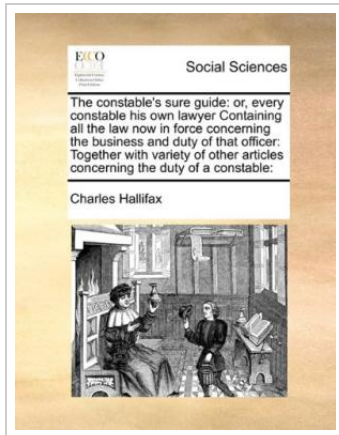 ECCO
Social Sciences
The constable's sure guide: or, every
constable his own lawyer Containing
all the law now in force concerning
the business and duty of that officer:
Together with variety of other articles
concerning the duty of a constable:
Charles Hallifax